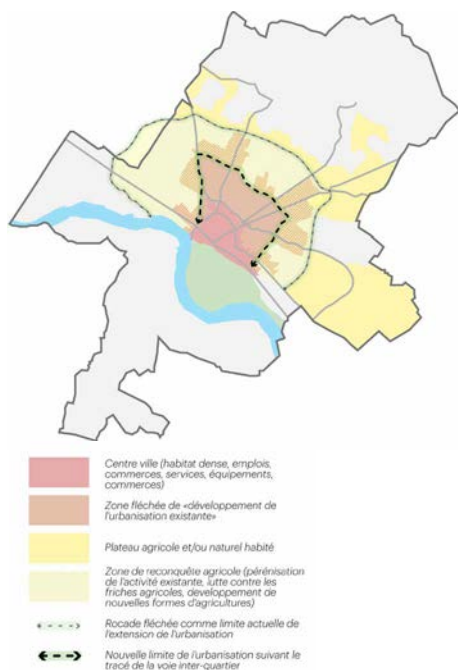 Centre ville (habitat dense, emplois,
commerces, services, équipements,
commerces)
Zone fléchée de «développement de
l'urbanisation existante»
Plateau agricole et/ou naturel habité
Zone de reconquête agricole (pérénisation
de l'activité existante, lutte contre les
friches agricoles, developpement de
nouvelles formes d'agricultures)
Rocade fléchée comme limite actuelle de
l'extension de l'urbanisation
Nouvelle limite de l'urbanisation suivant le
tracé de la voie inter-quartier